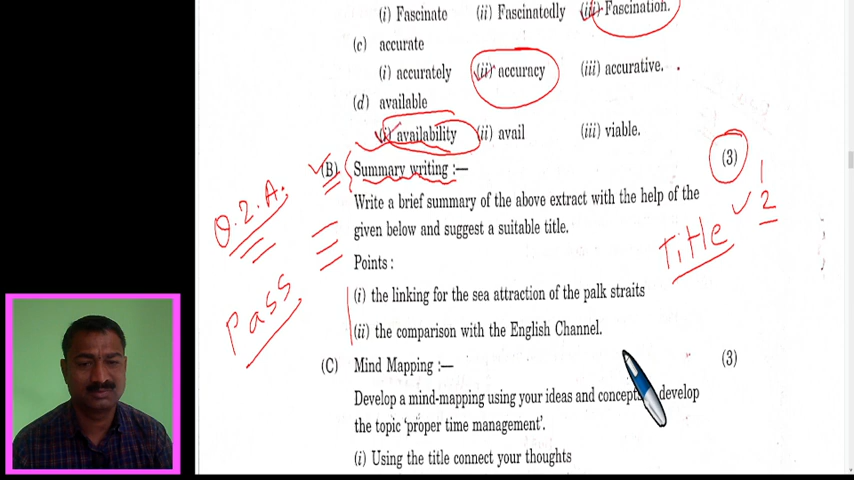 (i) Fascinate (ii) Fascinatedly (iii) Fascination.
(c) accurate
(i) accurately (ii) accuracy (iii) accurative.
(d) available
(i) availability (ii) avail (iii) viable.
(B) Summary writing :— (3)
Write a brief summary of the above extract with the help of the
given below and suggest a suitable title.
Points :
(i) the linking for the sea attraction of the palk straits
(ii) the comparison with the English Channel.
(C) Mind Mapping :— (3)
Develop a mind-mapping using your ideas and concepts develop
the topic 'proper time management'.
(i) Using the title connect your thoughts
Q.2.A.
Pass
Title
1
2